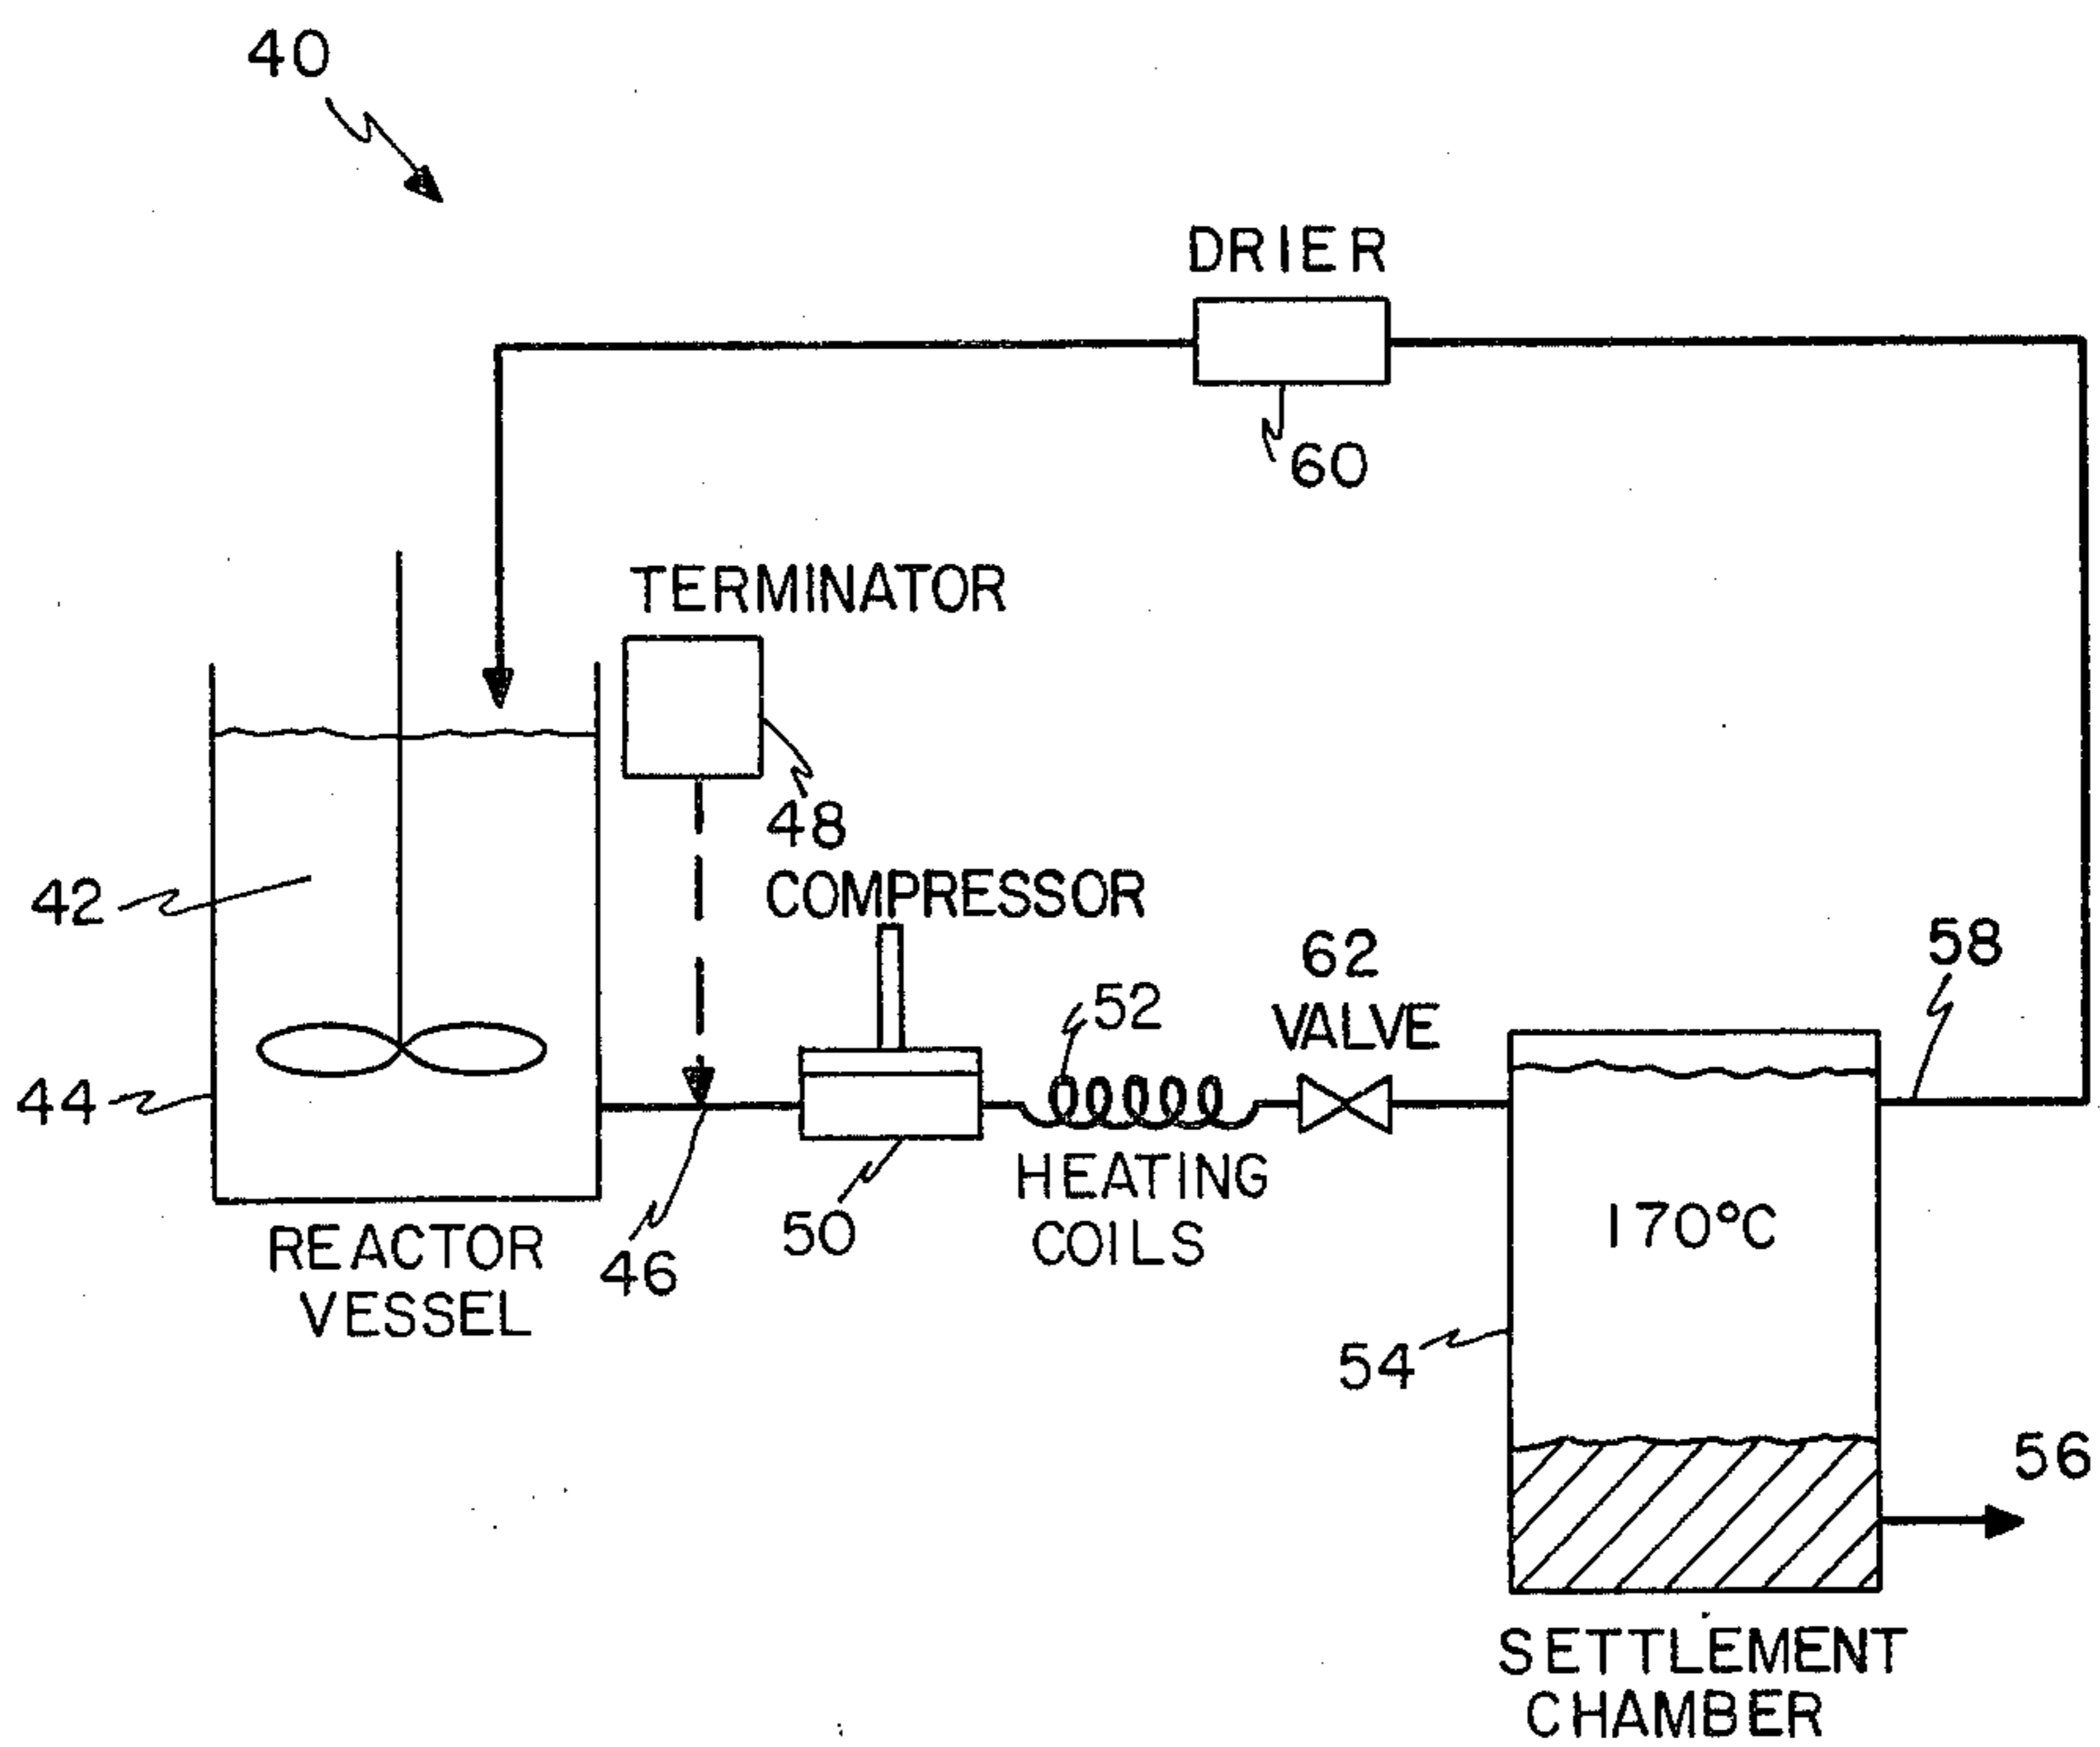 40
DRIER
60
TERMINATOR
48
COMPRESSOR
42
62
VALVE
58
52
44
HEATING
COILS
50
46
REACTOR
VESSEL
170°C
54
56
SETTLEMENT
CHAMBER